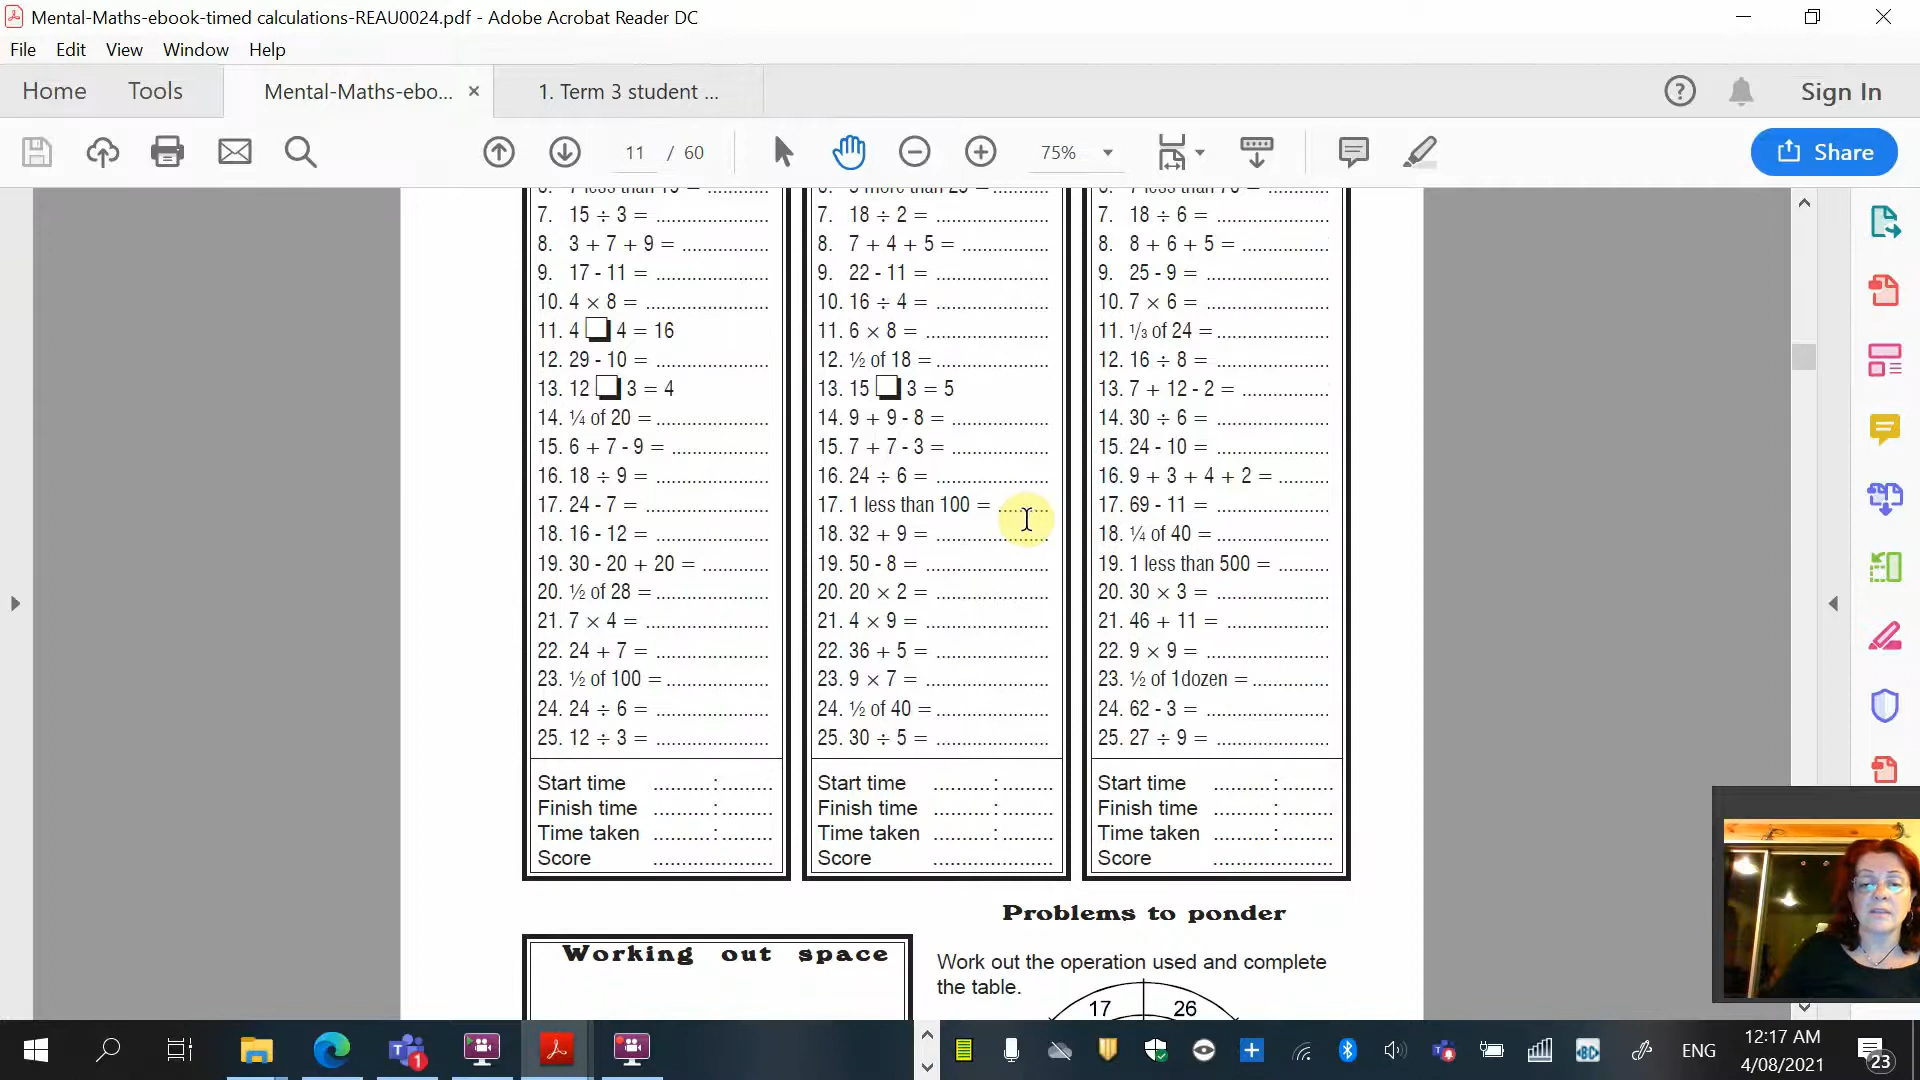 Mental-Maths-ebook-timed calculations-REAU0024.pdf - Adobe Acrobat Reader DC
File Edit View Window Help
Home Tools Mental-Maths-ebo... × 1. Term 3 student ... Sign In
11 / 60 75% Share
7. 15 ÷ 3 = ......................
8. 3 + 7 + 9 = .................
9. 17 - 11 = ......................
10. 4 × 8 = ........................
11. 4 □ 4 = 16
12. 29 - 10 = ......................
13. 12 □ 3 = 4
14. ¼ of 20 = ......................
15. 6 + 7 - 9 = ...................
16. 18 ÷ 9 = ......................
17. 24 - 7 = ......................
18. 16 - 12 = ......................
19. 30 - 20 + 20 = .............
20. ½ of 28 = ......................
21. 7 × 4 = ........................
22. 24 + 7 = ......................
23. ½ of 100 = ....................
24. 24 ÷ 6 = ......................
25. 12 ÷ 3 = ......................
Start time .......... : .........
Finish time .......... : .........
Time taken .......... : .........
Score ......................
7. 18 ÷ 2 = ......................
8. 7 + 4 + 5 = .................
9. 22 - 11 = ......................
10. 16 ÷ 4 = ......................
11. 6 × 8 = ........................
12. ½ of 18 = ......................
13. 15 □ 3 = 5
14. 9 + 9 - 8 = ...................
15. 7 + 7 - 3 = ...................
16. 24 ÷ 6 = ......................
17. 1 less than 100 = ..........
18. 32 + 9 = ......................
19. 50 - 8 = ........................
20. 20 × 2 = ......................
21. 4 × 9 = ........................
22. 36 + 5 = ......................
23. 9 × 7 = ........................
24. ½ of 40 = ......................
25. 30 ÷ 5 = ......................
Start time .......... : .........
Finish time .......... : .........
Time taken .......... : .........
Score ......................
7. 18 ÷ 6 = ......................
8. 8 + 6 + 5 = .................
9. 25 - 9 = ........................
10. 7 × 6 = ........................
11. 1/3 of 24 = ......................
12. 16 ÷ 8 = ......................
13. 7 + 12 - 2 = .................
14. 30 ÷ 6 = ......................
15. 24 - 10 = ......................
16. 9 + 3 + 4 + 2 = ..........
17. 69 - 11 = ......................
18. ¼ of 40 = ......................
19. 1 less than 500 = ..........
20. 30 × 3 = ......................
21. 46 + 11 = ....................
22. 9 × 9 = ........................
23. ½ of 1dozen = ...............
24. 62 - 3 = ........................
25. 27 ÷ 9 = ......................
Start time .......... : .........
Finish time .......... : .........
Time taken .......... : .........
Score ......................
Working out space
Problems to ponder
Work out the operation used and complete
the table.
17 26
1
ENG
12:17 AM
4/08/2021
23